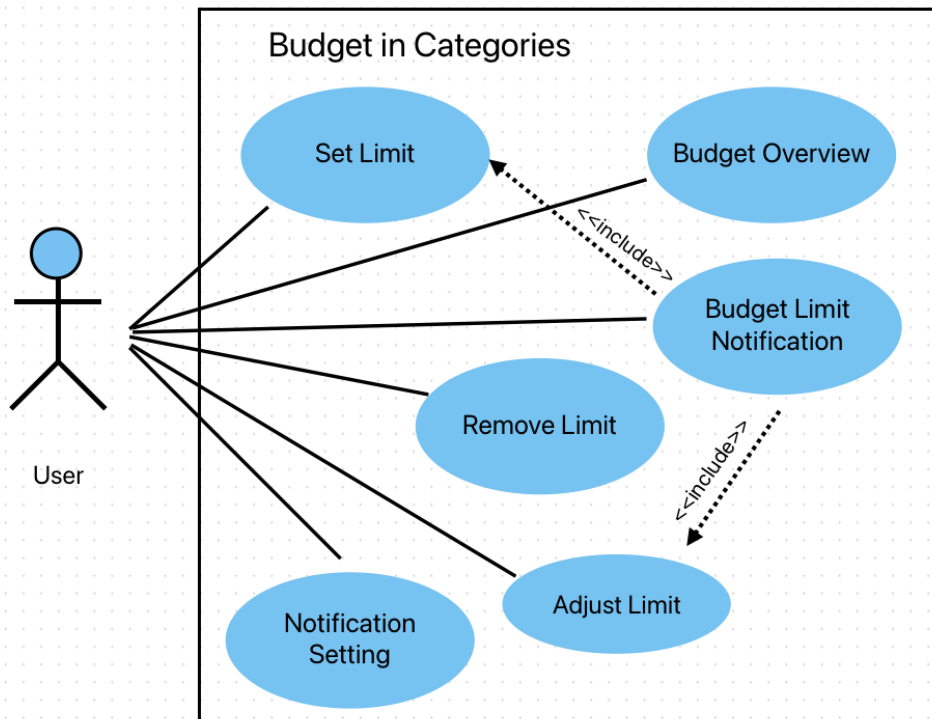 Budget in Categories
Set Limit
Budget Overview
<<include>>
Budget Limit
Notification
Remove Limit
User
<<include>>
Adjust Limit
Notification
Setting